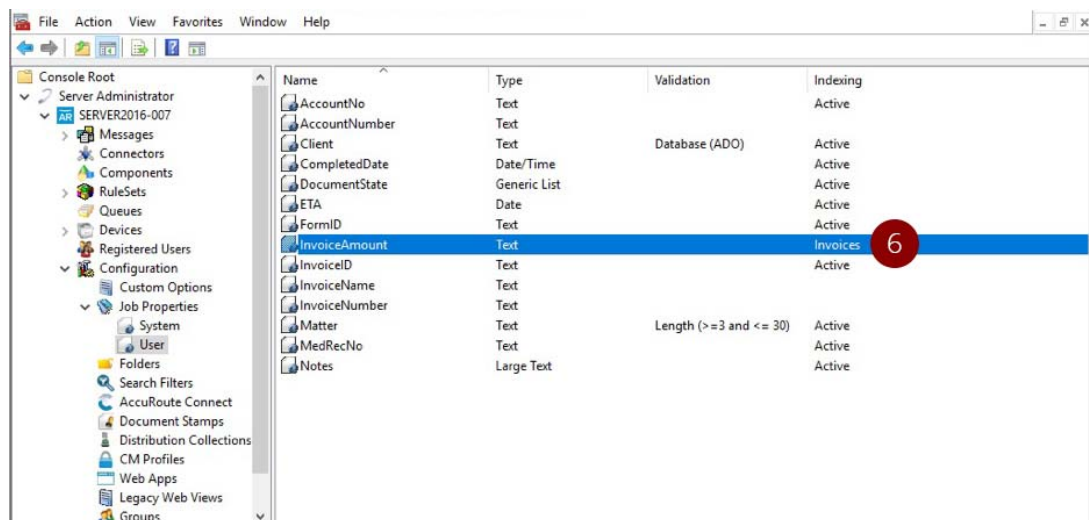 File Action View Favorites Window Help
Console Root
Server Administrator
AR SERVER2016-007
Messages
Connectors
Components
RuleSets
Queues
Devices
Registered Users
Configuration
Custom Options
Job Properties
System
User
Folders
Search Filters
AccuRoute Connect
Document Stamps
Distribution Collections
CM Profiles
Web Apps
Legacy Web Views
Groups
Name Type Validation Indexing
AccountNo Text Active
AccountNumber Text
Client Text Database (ADO) Active
CompletedDate Date/Time Active
DocumentState Generic List Active
ETA Date Active
FormID Text Active
InvoiceAmount Text Invoices 6
InvoiceID Text Active
InvoiceName Text
InvoiceNumber Text
Matter Text Length (>=3 and <= 30) Active
MedRecNo Text Active
Notes Large Text Active